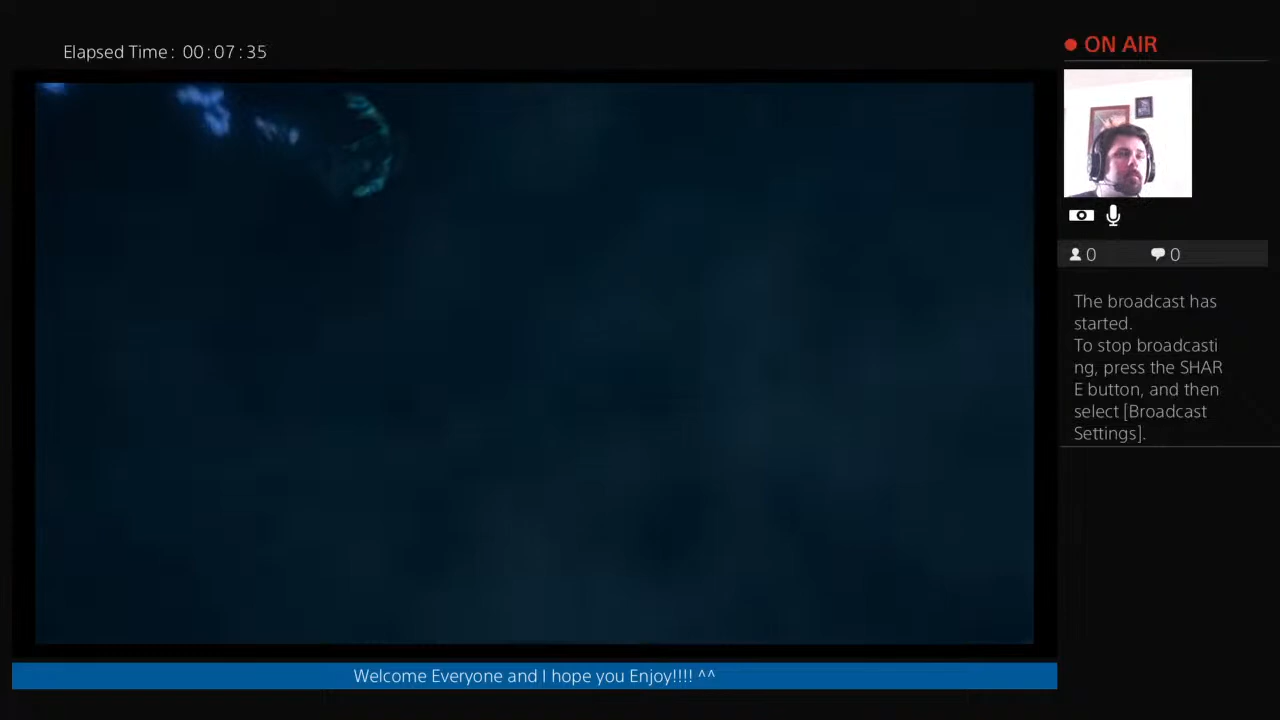 Elapsed Time: 00:07:35
ON AIR
0 0
The broadcast has
started.
To stop broadcasti
ng, press the SHAR
E button, and then
select [Broadcast
Settings].
Welcome Everyone and I hope you Enjoy!!!! ^^